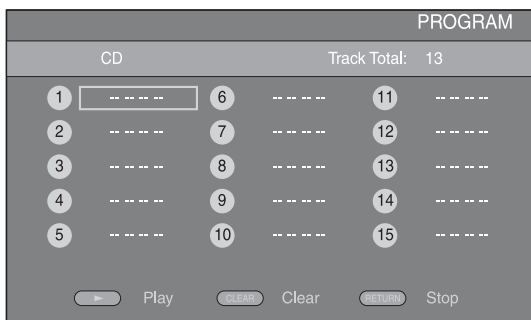 PROGRAM
CD Track Total: 13
1 -- -- -- -- 6 -- -- -- -- 11 -- -- -- --
2 -- -- -- -- 7 -- -- -- -- 12 -- -- -- --
3 -- -- -- -- 8 -- -- -- -- 13 -- -- -- --
4 -- -- -- -- 9 -- -- -- -- 14 -- -- -- --
5 -- -- -- -- 10 -- -- -- -- 15 -- -- -- --
► Play CLEAR Clear RETURN Stop